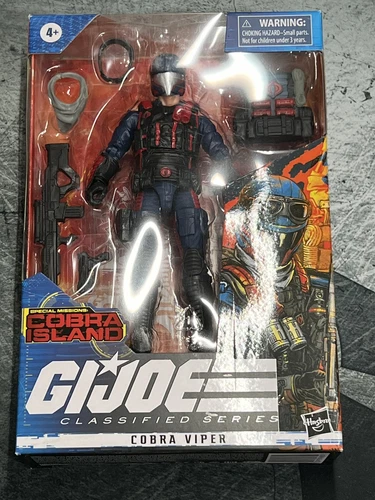 4+
WARNING:
CHOKING HAZARD–Small parts.
Not for children under 3 years.
SPECIAL MISSIONS:
COBRA
ISLAND
GIJOE
CLASSIFIED SERIES
COBRA VIPER
Hasbro